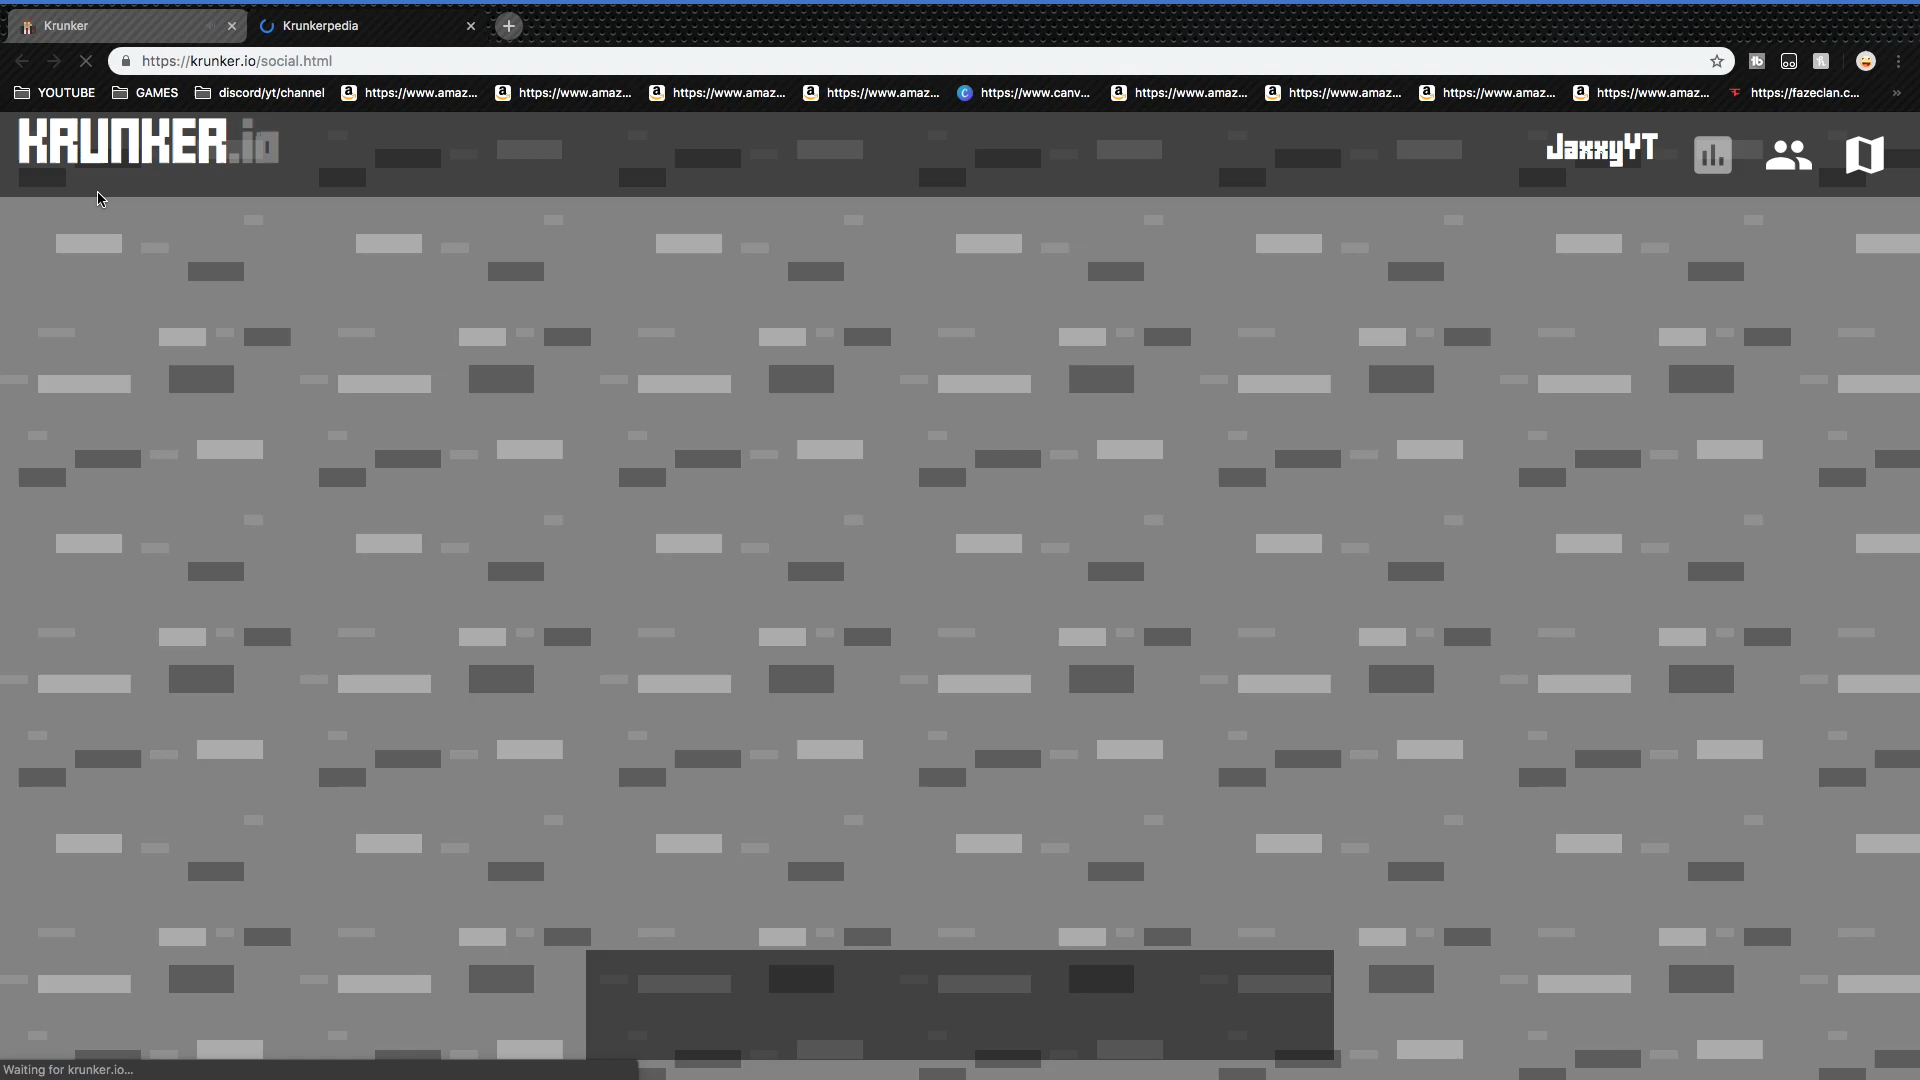 Krunker
Krunkerpedia
https://krunker.io/social.html
YOUTUBE GAMES discord/yt/channel https://www.amaz... https://www.amaz... https://www.amaz... https://www.amaz... https://www.canv... https://www.amaz... https://www.amaz... https://www.amaz... https://www.amaz... https://fazeclan.c... »
KRUNKER.io
JaxxyYT
Waiting for krunker.io...